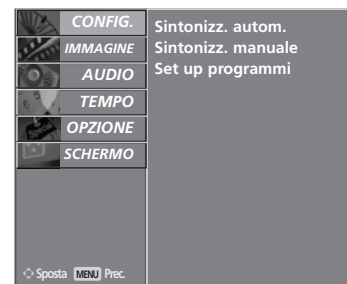 CONFIG.
IMMAGINE
AUDIO
TEMPO
OPZIONE
SCHERMO
Sintonizz. autom.
Sintonizz. manuale
Set up programmi
Sposta MENU Prec.